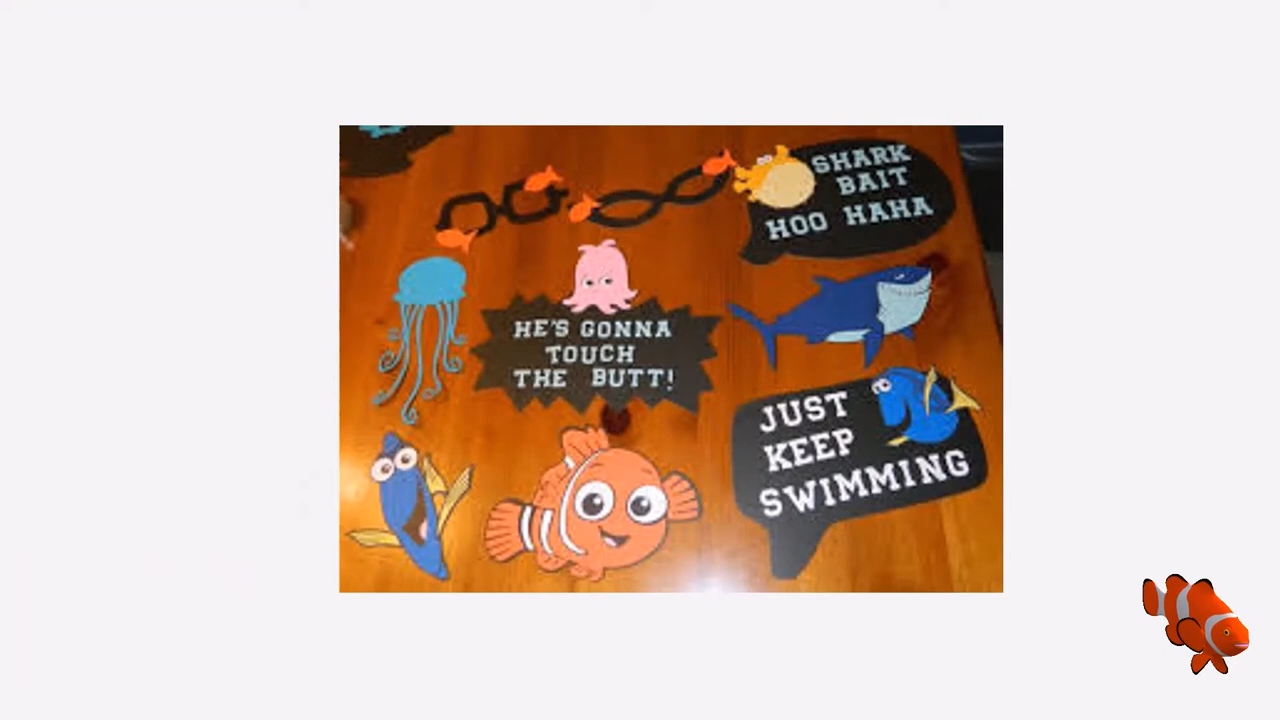 SHARK
BAIT
HOO HAHA
HE'S GONNA
TOUCH
THE BUTT!
JUST
KEEP
SWIMMING